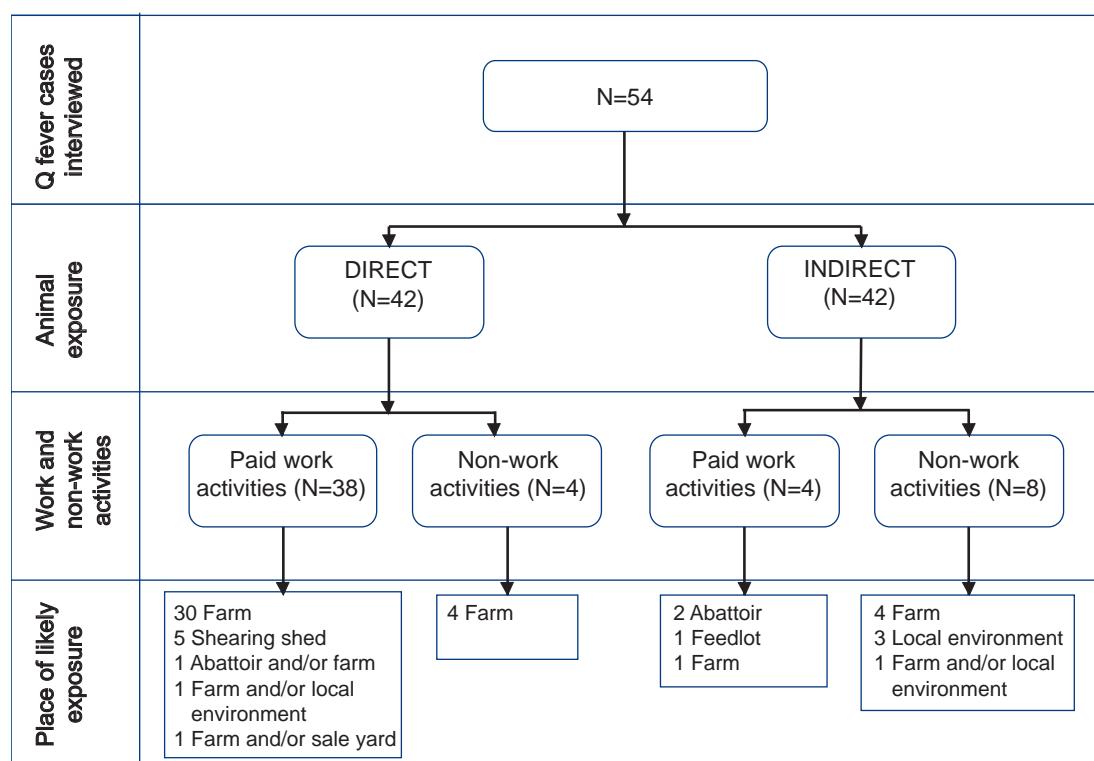 Q fever cases
interviewed
N=54
Animal
exposure
DIRECT
(N=42)
INDIRECT
(N=42)
Work and
non-work
activities
Paid work
activities (N=38)
Non-work
activities (N=4)
Paid work
activities (N=4)
Non-work
activities (N=8)
Place of likely
exposure
30 Farm
5 Shearing shed
1 Abattoir and/or farm
1 Farm and/or local
environment
1 Farm and/or sale yard
4 Farm
2 Abattoir
1 Feedlot
1 Farm
4 Farm
3 Local environment
1 Farm and/or local
environment